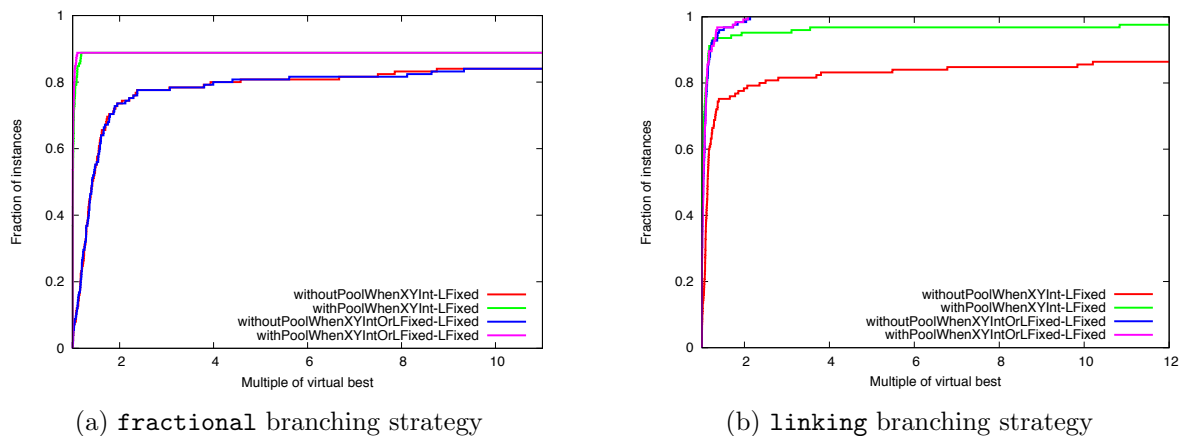 1
0.8
0.6
0.4
0.2
0
Fraction of instances
2
4
6
8
10
Multiple of virtual best
withoutPoolWhenXYInt-LFixed
withPoolWhenXYInt-LFixed
withoutPoolWhenXYIntOrLFixed-LFixed
withPoolWhenXYIntOrLFixed-LFixed
(a) fractional branching strategy
1
0.8
0.6
0.4
0.2
0
Fraction of instances
2
4
6
8
10
12
Multiple of virtual best
withoutPoolWhenXYInt-LFixed
withPoolWhenXYInt-LFixed
withoutPoolWhenXYIntOrLFixed-LFixed
withPoolWhenXYIntOrLFixed-LFixed
(b) linking branching strategy